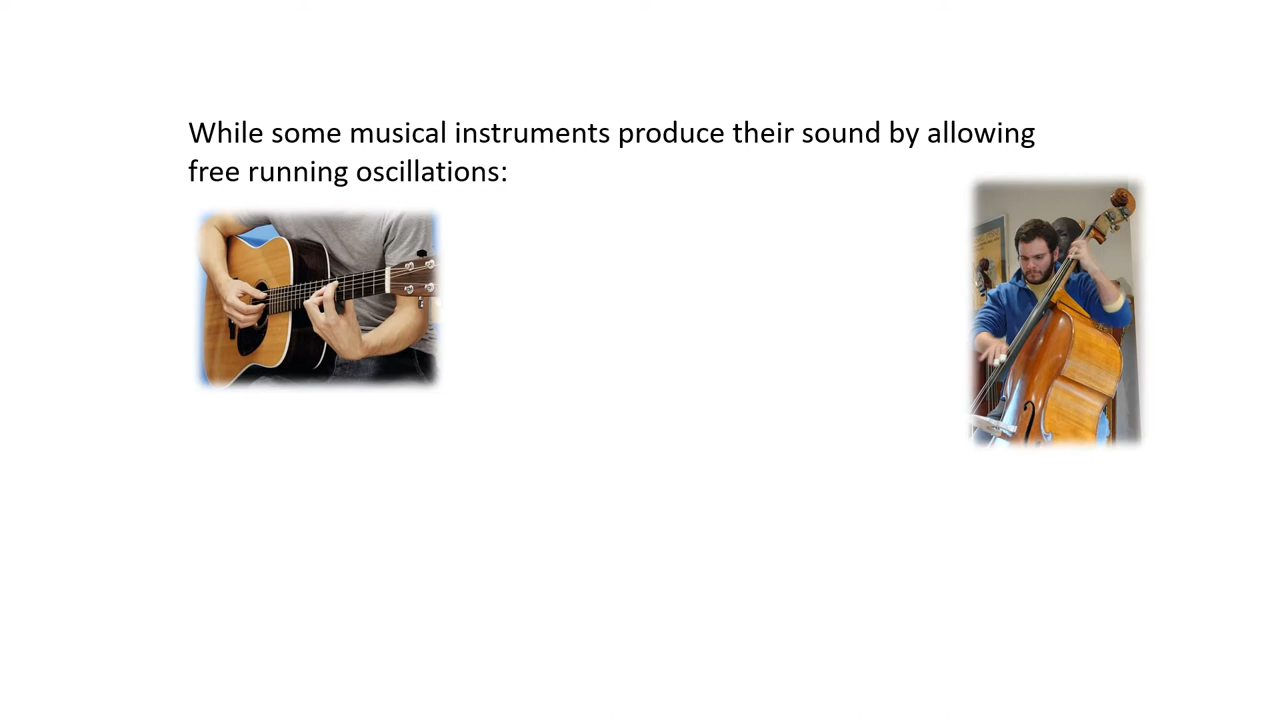 While some musical instruments produce their sound by allowing
free running oscillations: